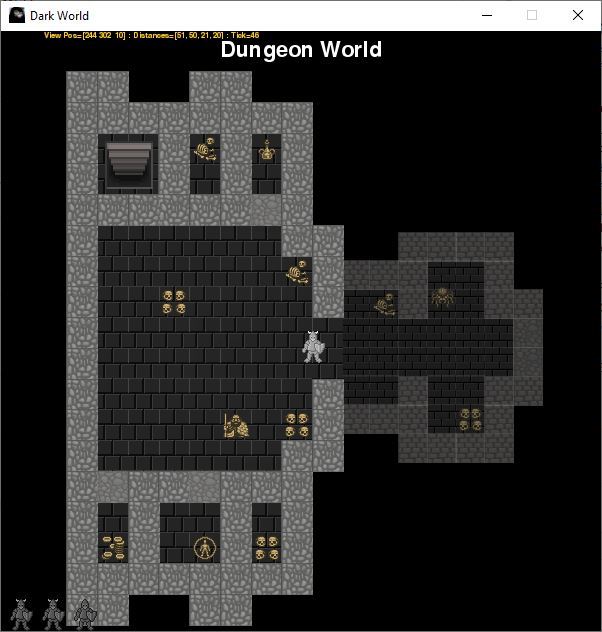 Dark World
View Pos=[244 302 10] : Distances=[51, 50, 21, 20] : Tick=46
Dungeon World